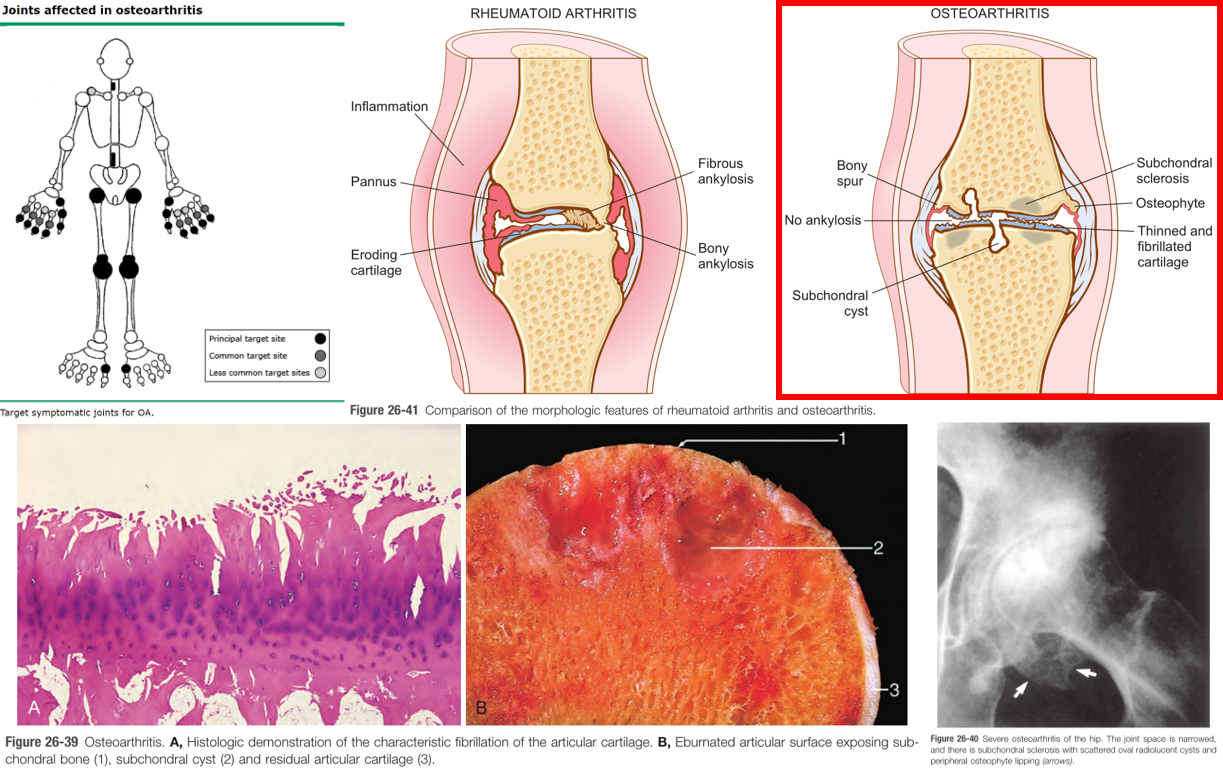 Joints affected in osteoarthritis
Principal target site
Common target site
Less common target sites
Target symptomatic joints for OA.
RHEUMATOID ARTHRITIS
Inflammation
Pannus
Eroding
cartilage
Fibrous
ankylosis
Bony
ankylosis
OSTEOARTHRITIS
Bony
spur
No ankylosis
Subchondral
cyst
Subchondral
sclerosis
Osteophyte
Thinned and
fibrillated
cartilage
Figure 26-41 Comparison of the morphologic features of rheumatoid arthritis and osteoarthritis.
A
1
2
3
B
Figure 26-39 Osteoarthritis. A, Histologic demonstration of the characteristic fibrillation of the articular cartilage. B, Eburnated articular surface exposing sub-
chondral bone (1), subchondral cyst (2) and residual articular cartilage (3).
Figure 26-40 Severe osteoarthritis of the hip. The joint space is narrowed,
and there is subchondral sclerosis with scattered oval radiolucent cysts and
peripheral osteophyte lipping (arrows).